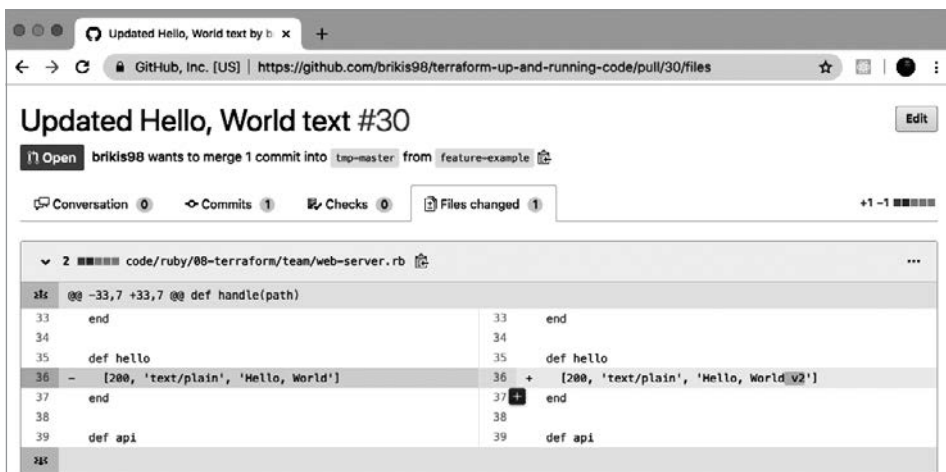 Updated Hello, World text by b
GitHub, Inc. [US] | https://github.com/brikis98/terraform-up-and-running-code/pull/30/files
Updated Hello, World text #30
Edit
Open brikis98 wants to merge 1 commit into tmp-master from feature-example
Conversation 0 Commits 1 Checks 0 Files changed 1 +1 −1
2 code/ruby/08-terraform/team/web-server.rb ...
@@ -33,7 +33,7 @@ def handle(path)
33 end 33 end
34 34
35 def hello 35 def hello
36 - [200, 'text/plain', 'Hello, World'] 36 + [200, 'text/plain', 'Hello, World v2']
37 end 37 + end
38 38
39 def api 39 def api